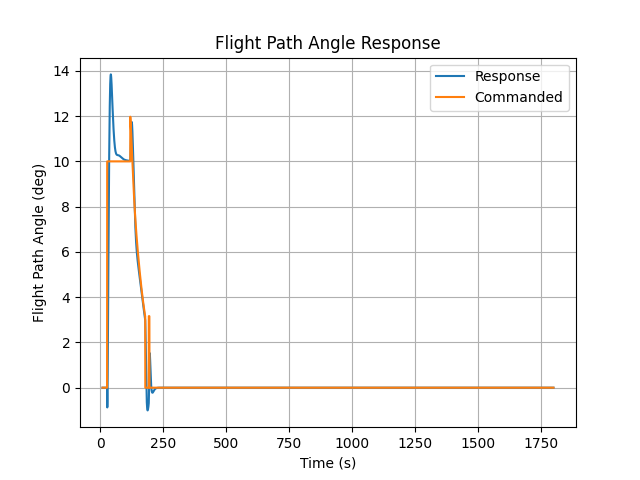 Flight Path Angle Response
Response
Commanded
Flight Path Angle (deg)
14
12
10
8
6
4
2
0
0 250 500 750 1000 1250 1500 1750
Time (s)